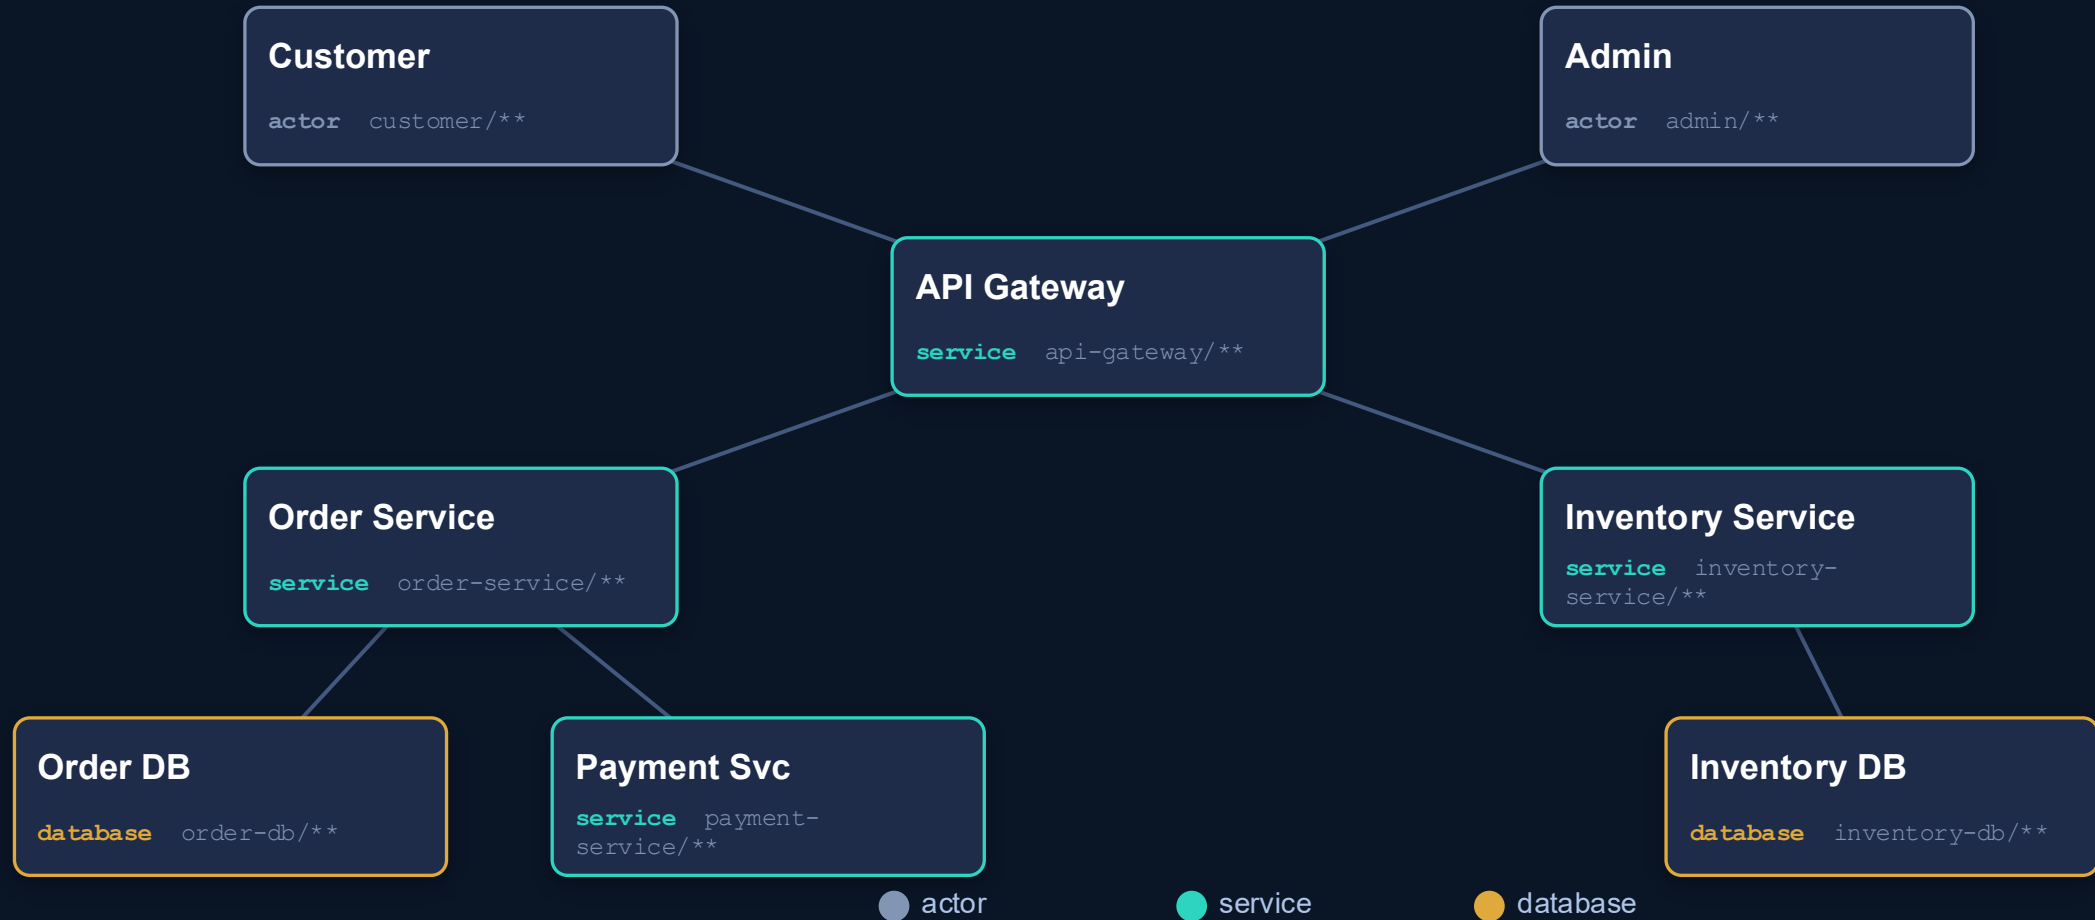 Customer
actor customer/**
Admin
actor admin/**
API Gateway
service api-gateway/**
Order Service
service order-service/**
Inventory Service
service inventory-
service/**
Order DB
database order-db/**
Payment Svc
service payment-
service/**
Inventory DB
database inventory-db/**
actor
service
database